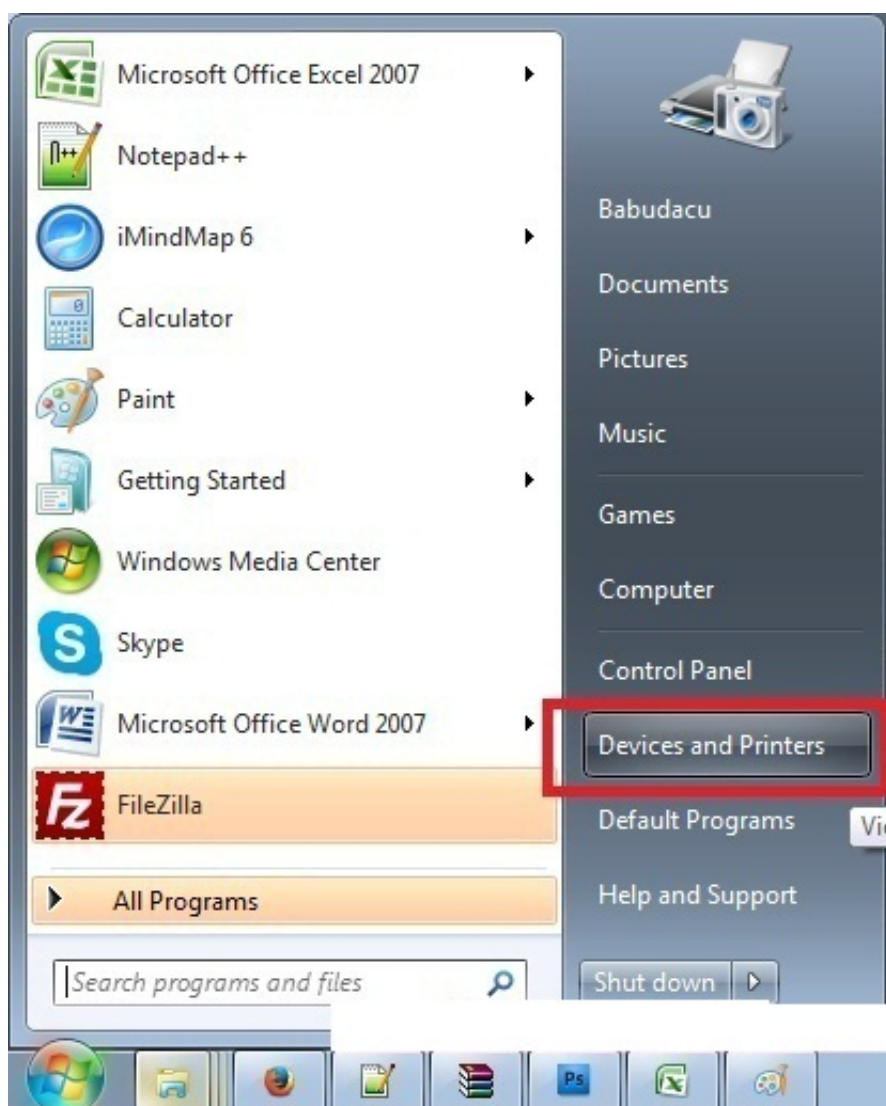 Microsoft Office Excel 2007
Notepad++
iMindMap 6
Calculator
Paint
Getting Started
Windows Media Center
Skype
Microsoft Office Word 2007
FileZilla
All Programs
Search programs and files
Babudacu
Documents
Pictures
Music
Games
Computer
Control Panel
Devices and Printers
Default Programs
Help and Support
Shut down
Ps